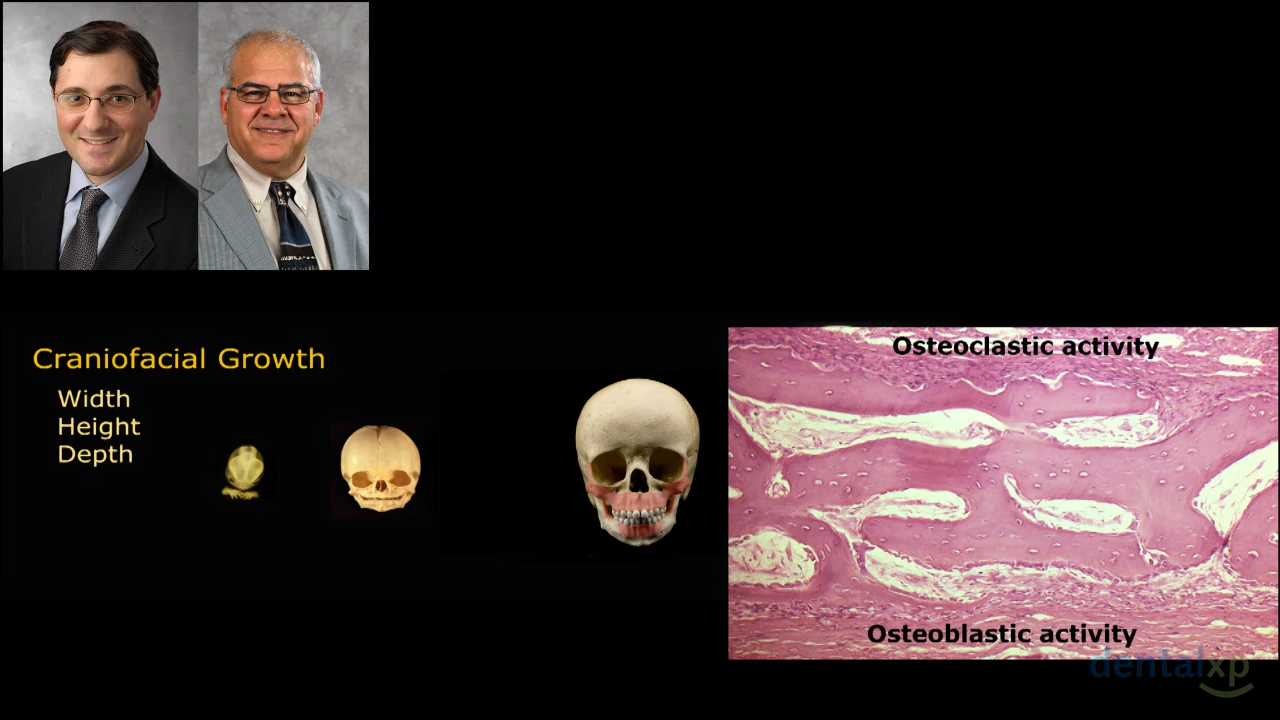 Craniofacial Growth
Width
Height
Depth
Osteoclastic activity
Osteoblastic activity
dentalxp